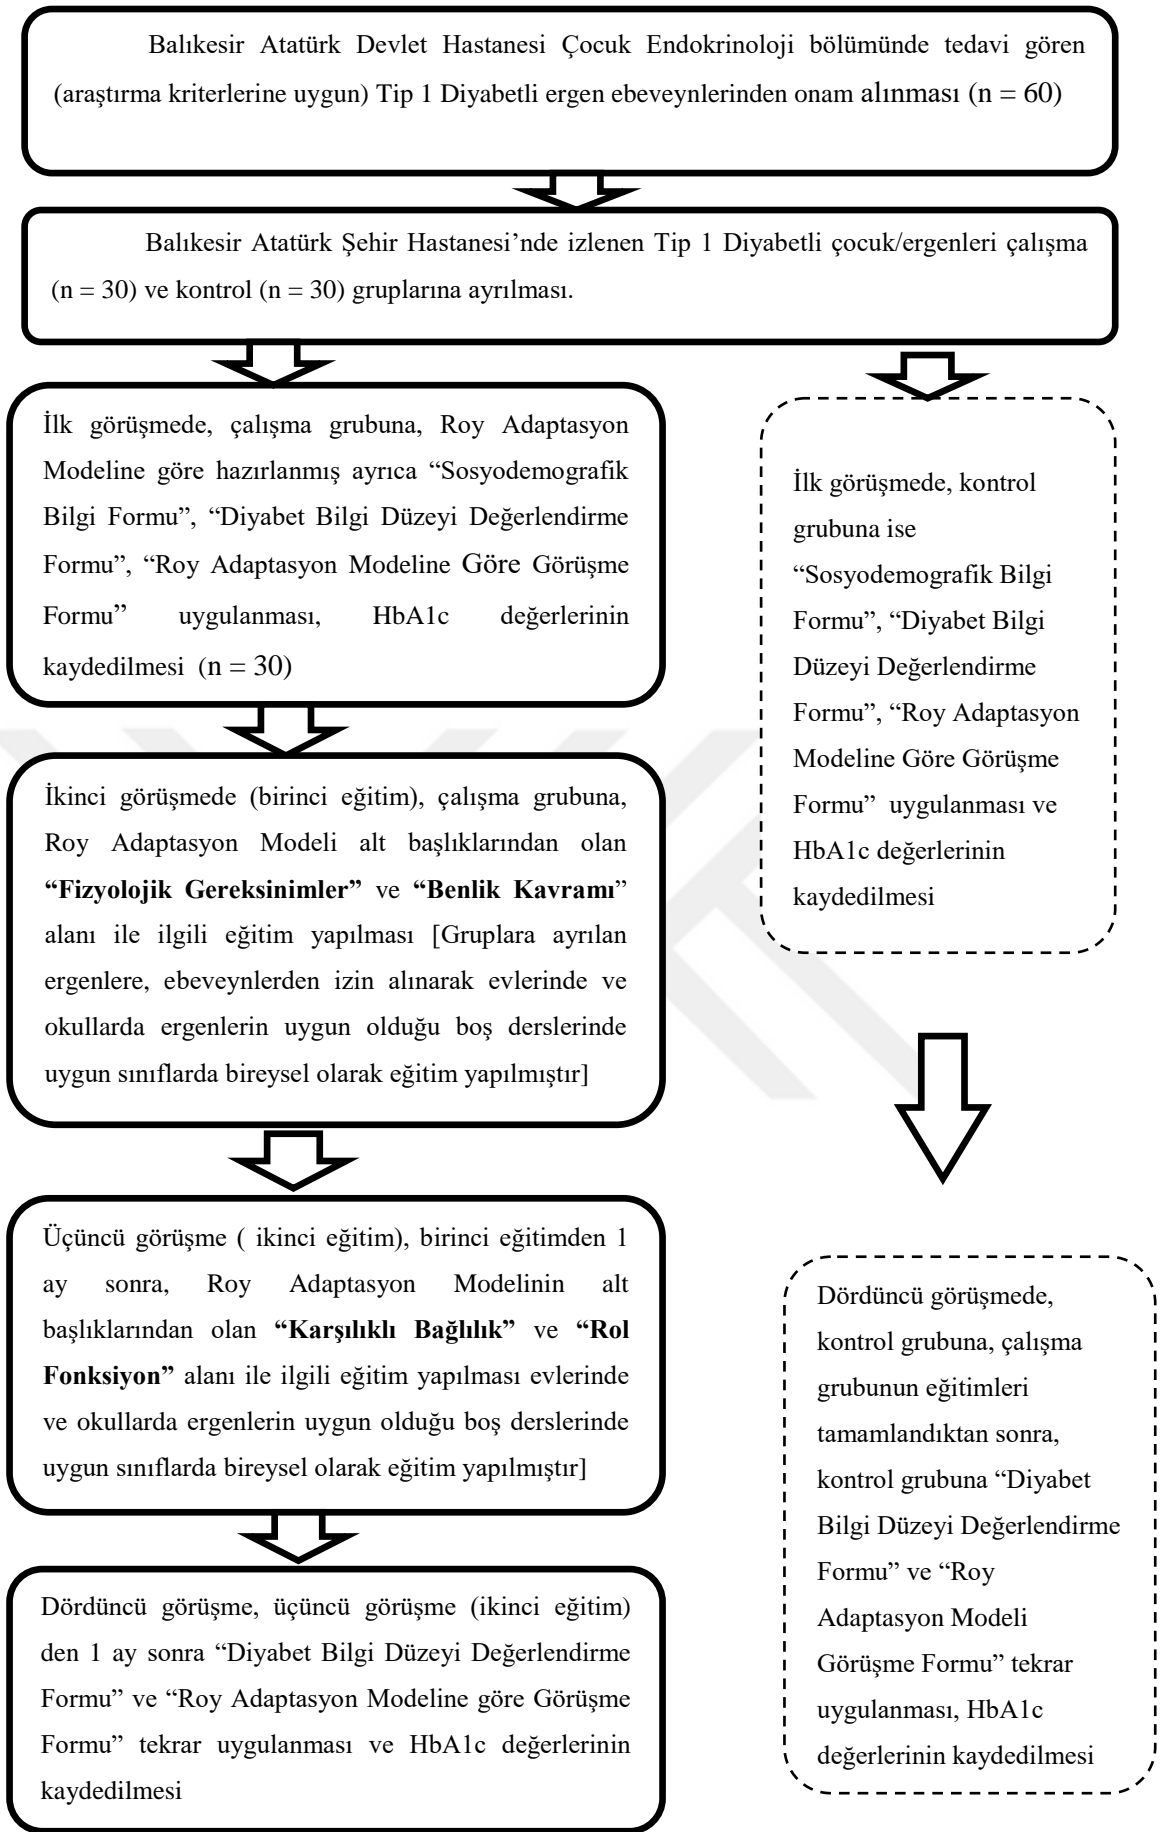 Balıkesir Atatürk Devlet Hastanesi Çocuk Endokrinoloji bölümünde tedavi gören
(araştırma kriterlerine uygun) Tip 1 Diyabetli ergen ebeveynlerinden onam alınması (n = 60)
Balıkesir Atatürk Şehir Hastanesi’nde izlenen Tip 1 Diyabetli çocuk/ergenleri çalışma
(n = 30) ve kontrol (n = 30) gruplarına ayrılması.
İlk görüşmede, çalışma grubuna, Roy Adaptasyon
Modeline göre hazırlanmış ayrıca “Sosyodemografik
Bilgi Formu”, “Diyabet Bilgi Düzeyi Değerlendirme
Formu”, “Roy Adaptasyon Modeline Göre Görüşme
Formu” uygulanması, HbA1c değerlerinin
kaydedilmesi (n = 30)
İlk görüşmede, kontrol
grubuna ise
“Sosyodemografik Bilgi
Formu”, “Diyabet Bilgi
Düzeyi Değerlendirme
Formu”, “Roy Adaptasyon
Modeline Göre Görüşme
Formu” uygulanması ve
HbA1c değerlerinin
kaydedilmesi
İkinci görüşmede (birinci eğitim), çalışma grubuna,
Roy Adaptasyon Modeli alt başlıklarından olan
“Fizyolojik Gereksinimler” ve “Benlik Kavramı”
alanı ile ilgili eğitim yapılması [Gruplara ayrılan
ergenlere, ebeveynlerden izin alınarak evlerinde ve
okullarda ergenlerin uygun olduğu boş derslerinde
uygun sınıflarda bireysel olarak eğitim yapılmıştır]
Üçüncü görüşme ( ikinci eğitim), birinci eğitimden 1
ay sonra, Roy Adaptasyon Modelinin alt
başlıklarından olan “Karşılıklı Bağlılık” ve “Rol
Fonksiyon” alanı ile ilgili eğitim yapılması evlerinde
ve okullarda ergenlerin uygun olduğu boş derslerinde
uygun sınıflarda bireysel olarak eğitim yapılmıştır]
Dördüncü görüşmede,
kontrol grubuna, çalışma
grubunun eğitimleri
tamamlandıktan sonra,
kontrol grubuna “Diyabet
Bilgi Düzeyi Değerlendirme
Formu” ve “Roy
Adaptasyon Modeli
Görüşme Formu” tekrar
uygulanması, HbA1c
değerlerinin kaydedilmesi
Dördüncü görüşme, üçüncü görüşme (ikinci eğitim)
den 1 ay sonra “Diyabet Bilgi Düzeyi Değerlendirme
Formu” ve “Roy Adaptasyon Modeline göre Görüşme
Formu” tekrar uygulanması ve HbA1c değerlerinin
kaydedilmesi